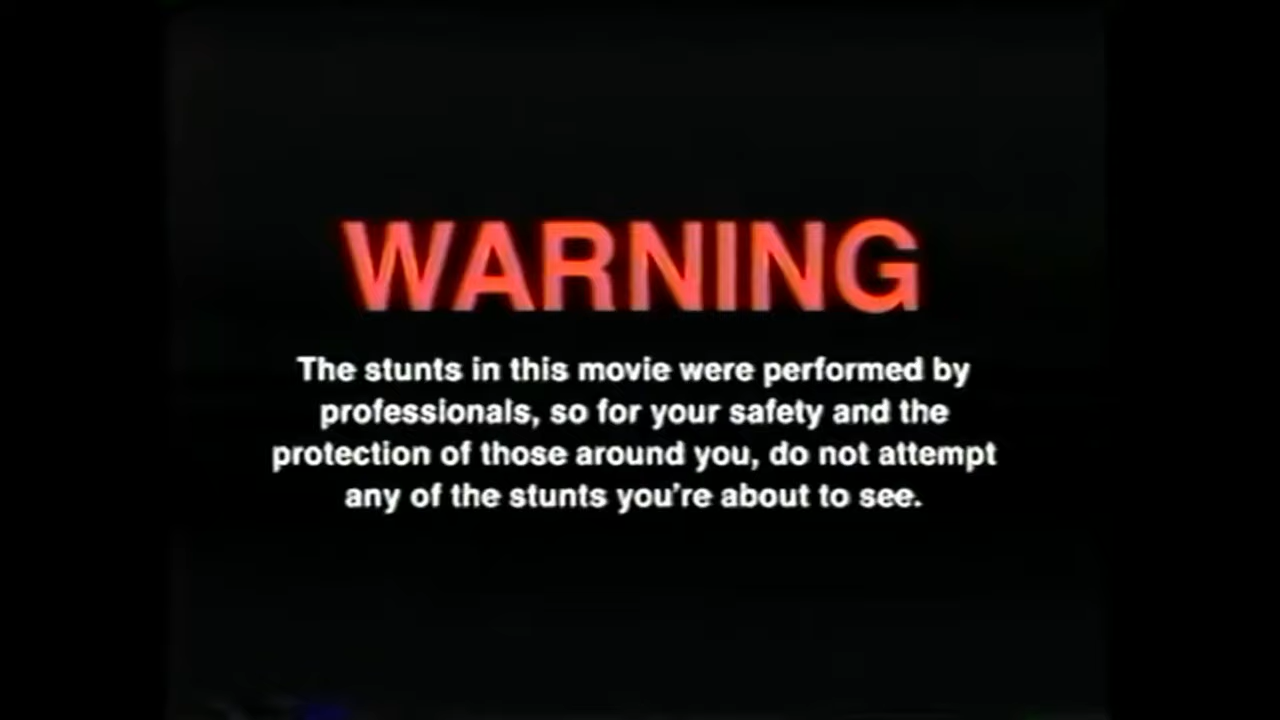 WARNING
The stunts in this movie were performed by
professionals, so for your safety and the
protection of those around you, do not attempt
any of the stunts you're about to see.